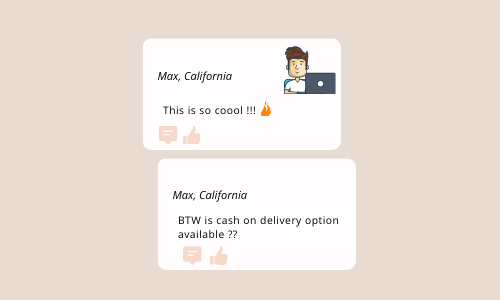 Max, California
This is so coool !!! 🔥
Max, California
BTW is cash on delivery option
available ??